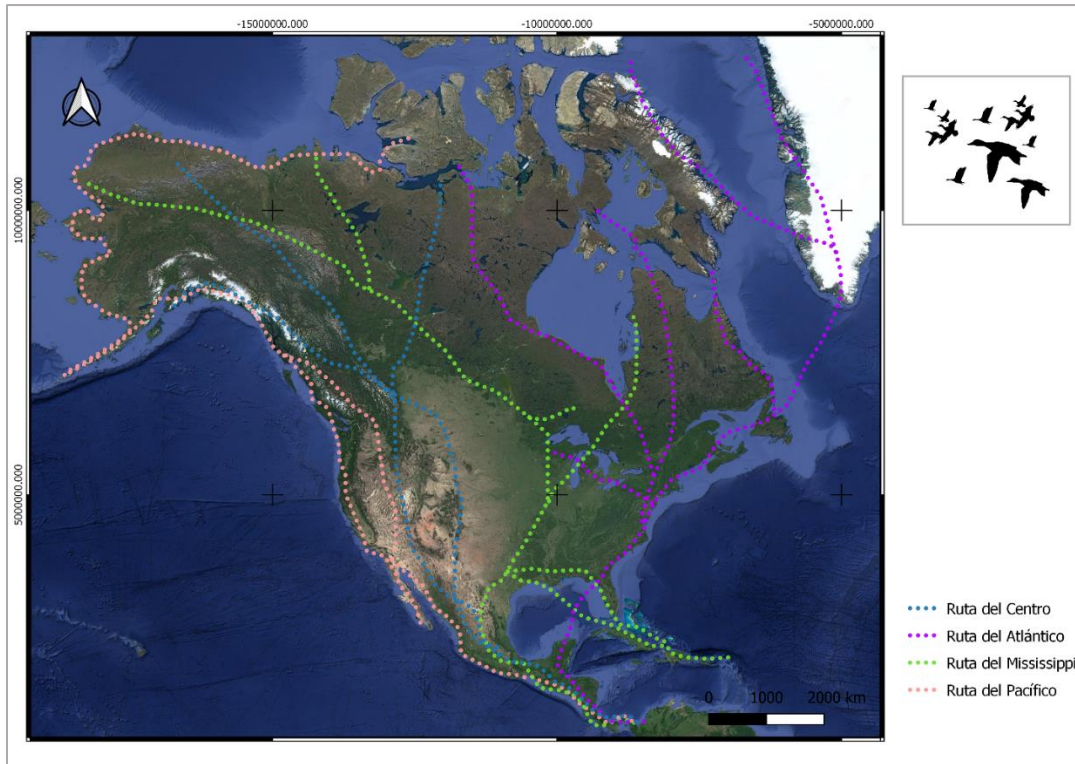 -15000000.000 -10000000.000 -5000000.000
10000000.000
5000000.000
Ruta del Centro
Ruta del Atlántico
Ruta del Mississippi
Ruta del Pacífico
0 1000 2000 km